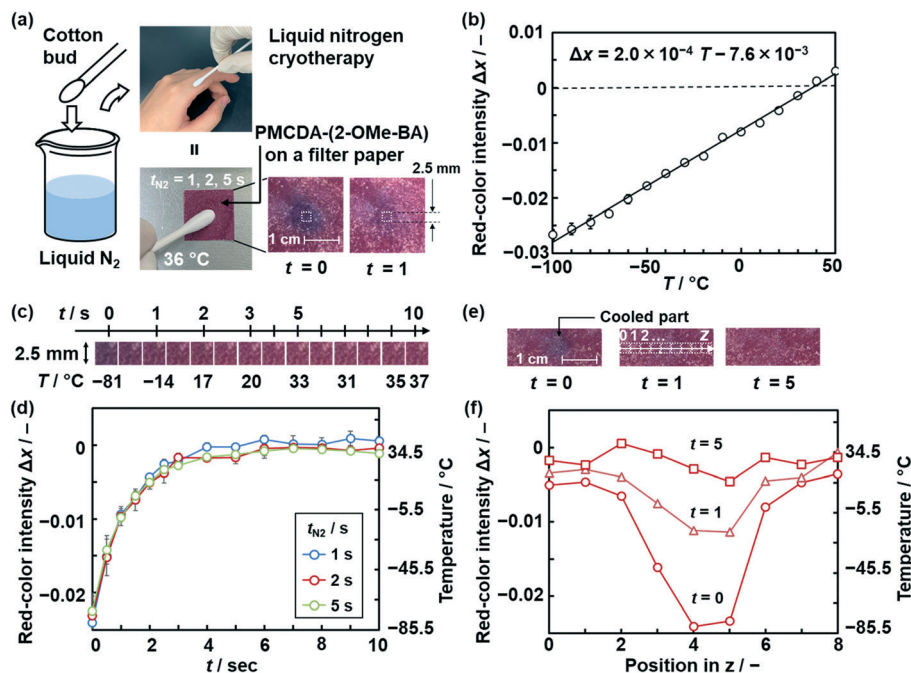 (a)
Cotton
bud
Liquid nitrogen
cryotherapy
=
PMCDA-(2-OMe-BA)
on a filter paper
2.5 mm
t_N2 = 1, 2, 5 s
36 °C
1 cm
Liquid N₂
t = 0
t = 1
(b)
0.01
0
−0.01
−0.02
−0.03
Red-color intensity Δx / −
Δx = 2.0 × 10⁻⁴ T − 7.6 × 10⁻³
−100
−50
0
50
T / °C
(c)
t / s
0 1 2 3 5 10
2.5 mm
T / °C
−81 −14 17 20 33 31 35 37
(d)
Red-color intensity Δx / −
0
−0.01
−0.02
34.5
−5.5
−45.5
−85.5
Temperature / °C
t_N2 / s
1 s
2 s
5 s
0 1 2 3 4 5 6 7 8 9 10
t / sec
(e)
Cooled part
1 cm
0 1 2 ... Z
t = 0
t = 1
t = 5
(f)
Red-color intensity Δx / −
0
−0.01
−0.02
34.5
−5.5
−45.5
−85.5
Temperature / °C
t = 5
t = 1
t = 0
0 2 4 6 8
Position in z / −